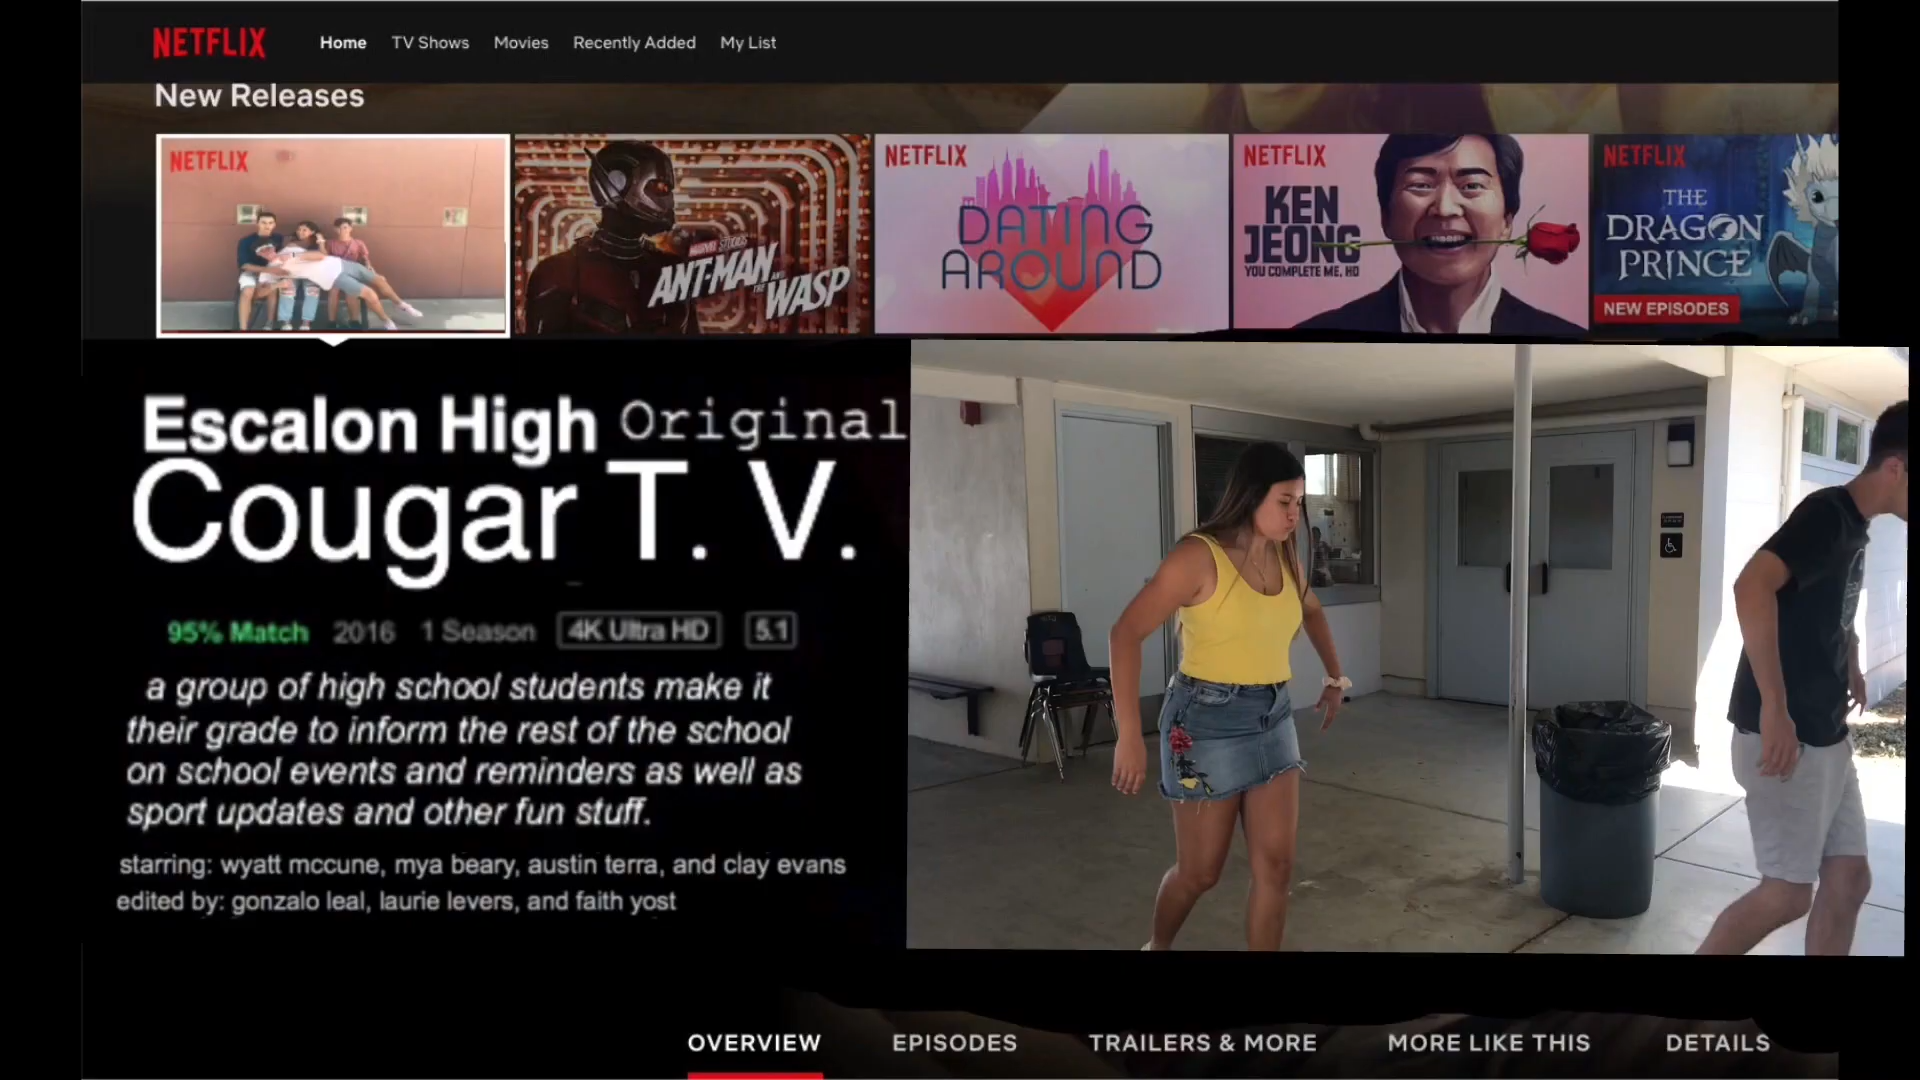 NETFLIX Home TV Shows Movies Recently Added My List
New Releases
NETFLIX
MARVEL STUDIOS
ANT-MAN
AND THE
WASP
NETFLIX
DATING
AROUND
NETFLIX
KEN
JEONG
YOU COMPLETE ME, HO
NETFLIX
THE
DRAGON
PRINCE
NEW EPISODES
Escalon High Original
Cougar T. V.
95% Match 2016 1 Season 4K Ultra HD 5.1
a group of high school students make it
their grade to inform the rest of the school
on school events and reminders as well as
sport updates and other fun stuff.
starring: wyatt mccune, mya beary, austin terra, and clay evans
edited by: gonzalo leal, laurie levers, and faith yost
OVERVIEW EPISODES TRAILERS & MORE MORE LIKE THIS DETAILS